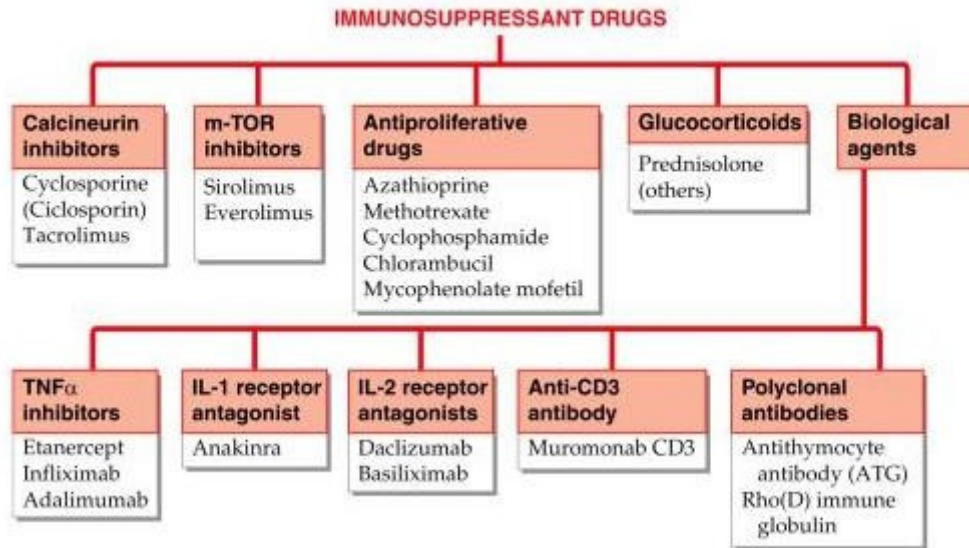 IMMUNOSUPPRESSANT DRUGS
Calcineurin
inhibitors
Cyclosporine
(Ciclosporin)
Tacrolimus
m-TOR
inhibitors
Sirolimus
Everolimus
Antiproliferative
drugs
Azathioprine
Methotrexate
Cyclophosphamide
Chlorambucil
Mycophenolate mofetil
Glucocorticoids
Prednisolone
(others)
Biological
agents
TNFα
inhibitors
Etanercept
Infliximab
Adalimumab
IL-1 receptor
antagonist
Anakinra
IL-2 receptor
antagonists
Daclizumab
Basiliximab
Anti-CD3
antibody
Muromonab CD3
Polyclonal
antibodies
Antithymocyte
antibody (ATG)
Rho(D) immune
globulin